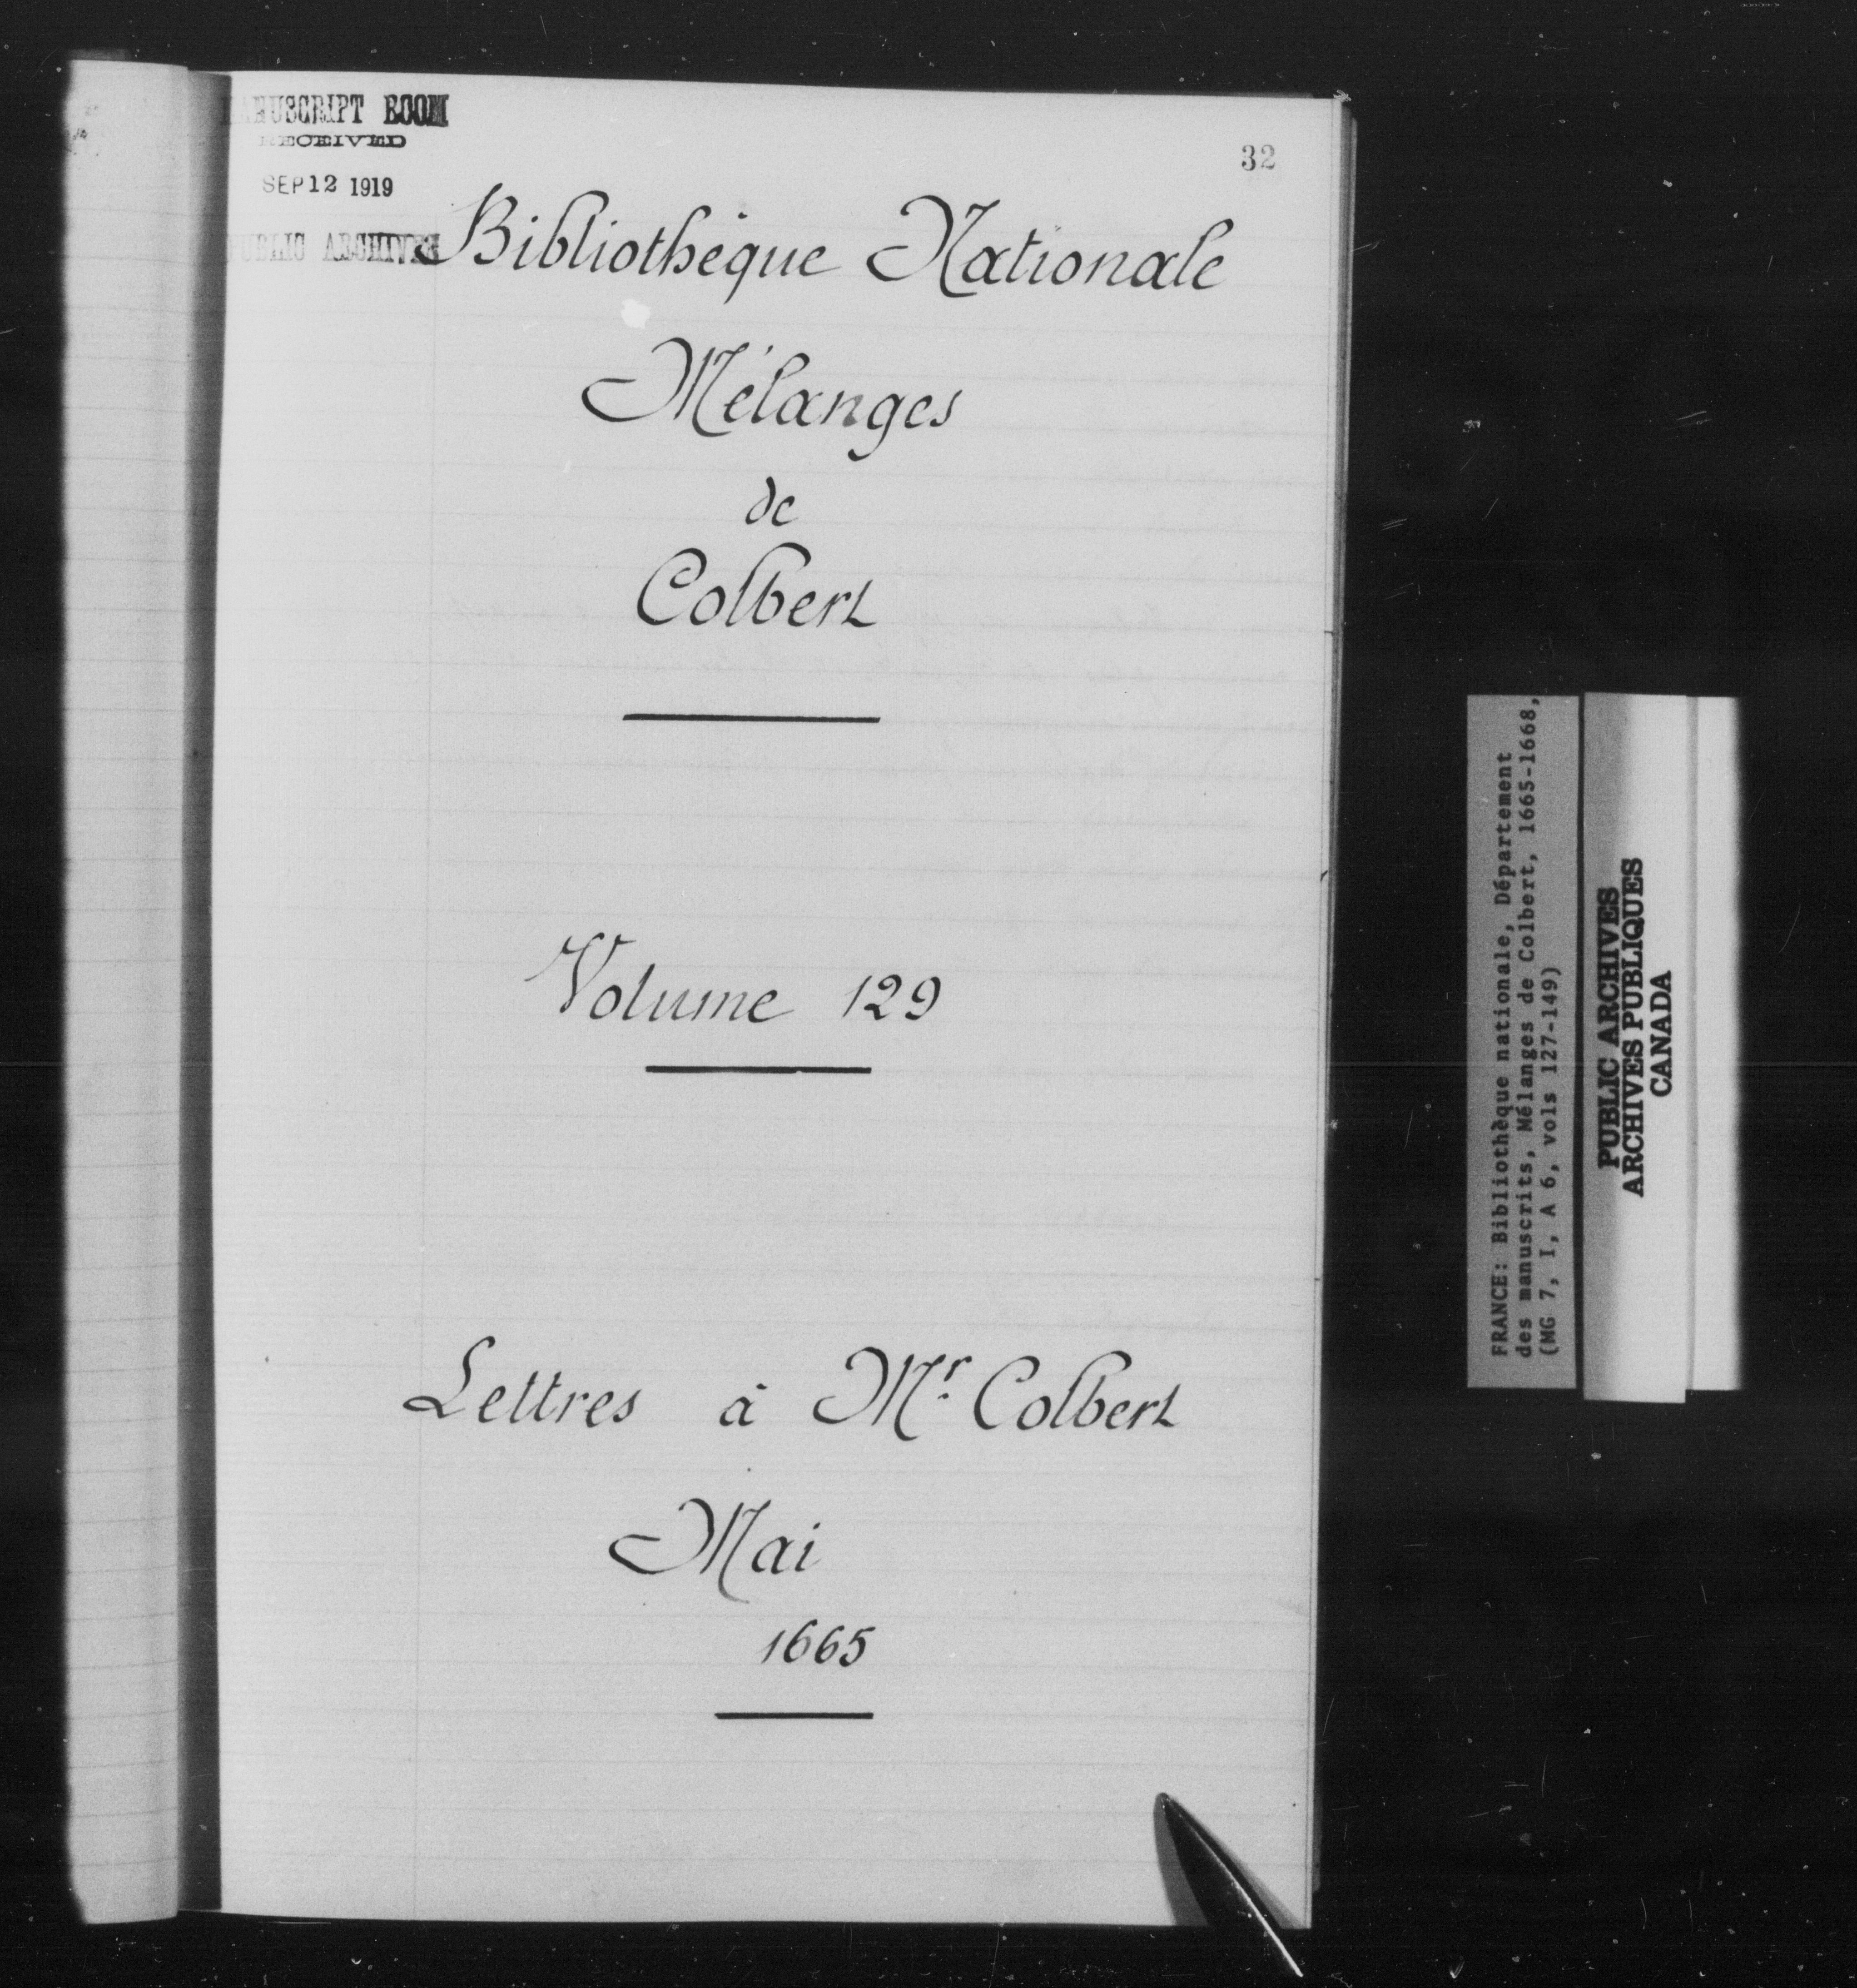 MANUSCRIPT ROOM
RECEIVED
SEP 12 1919
PUBLIC ARCHIVES
32
Bibliothèque Nationale
Mélanges
de
Colbert
Volume 129
Lettres à Mr. Colbert
Mai
1665
FRANCE: Bibliothèque nationale, Département
des manuscrits, Mélanges de Colbert, 1665-1668,
(MG 7, I, A 6, vols 127-149)
PUBLIC ARCHIVES
ARCHIVES PUBLIQUES
CANADA